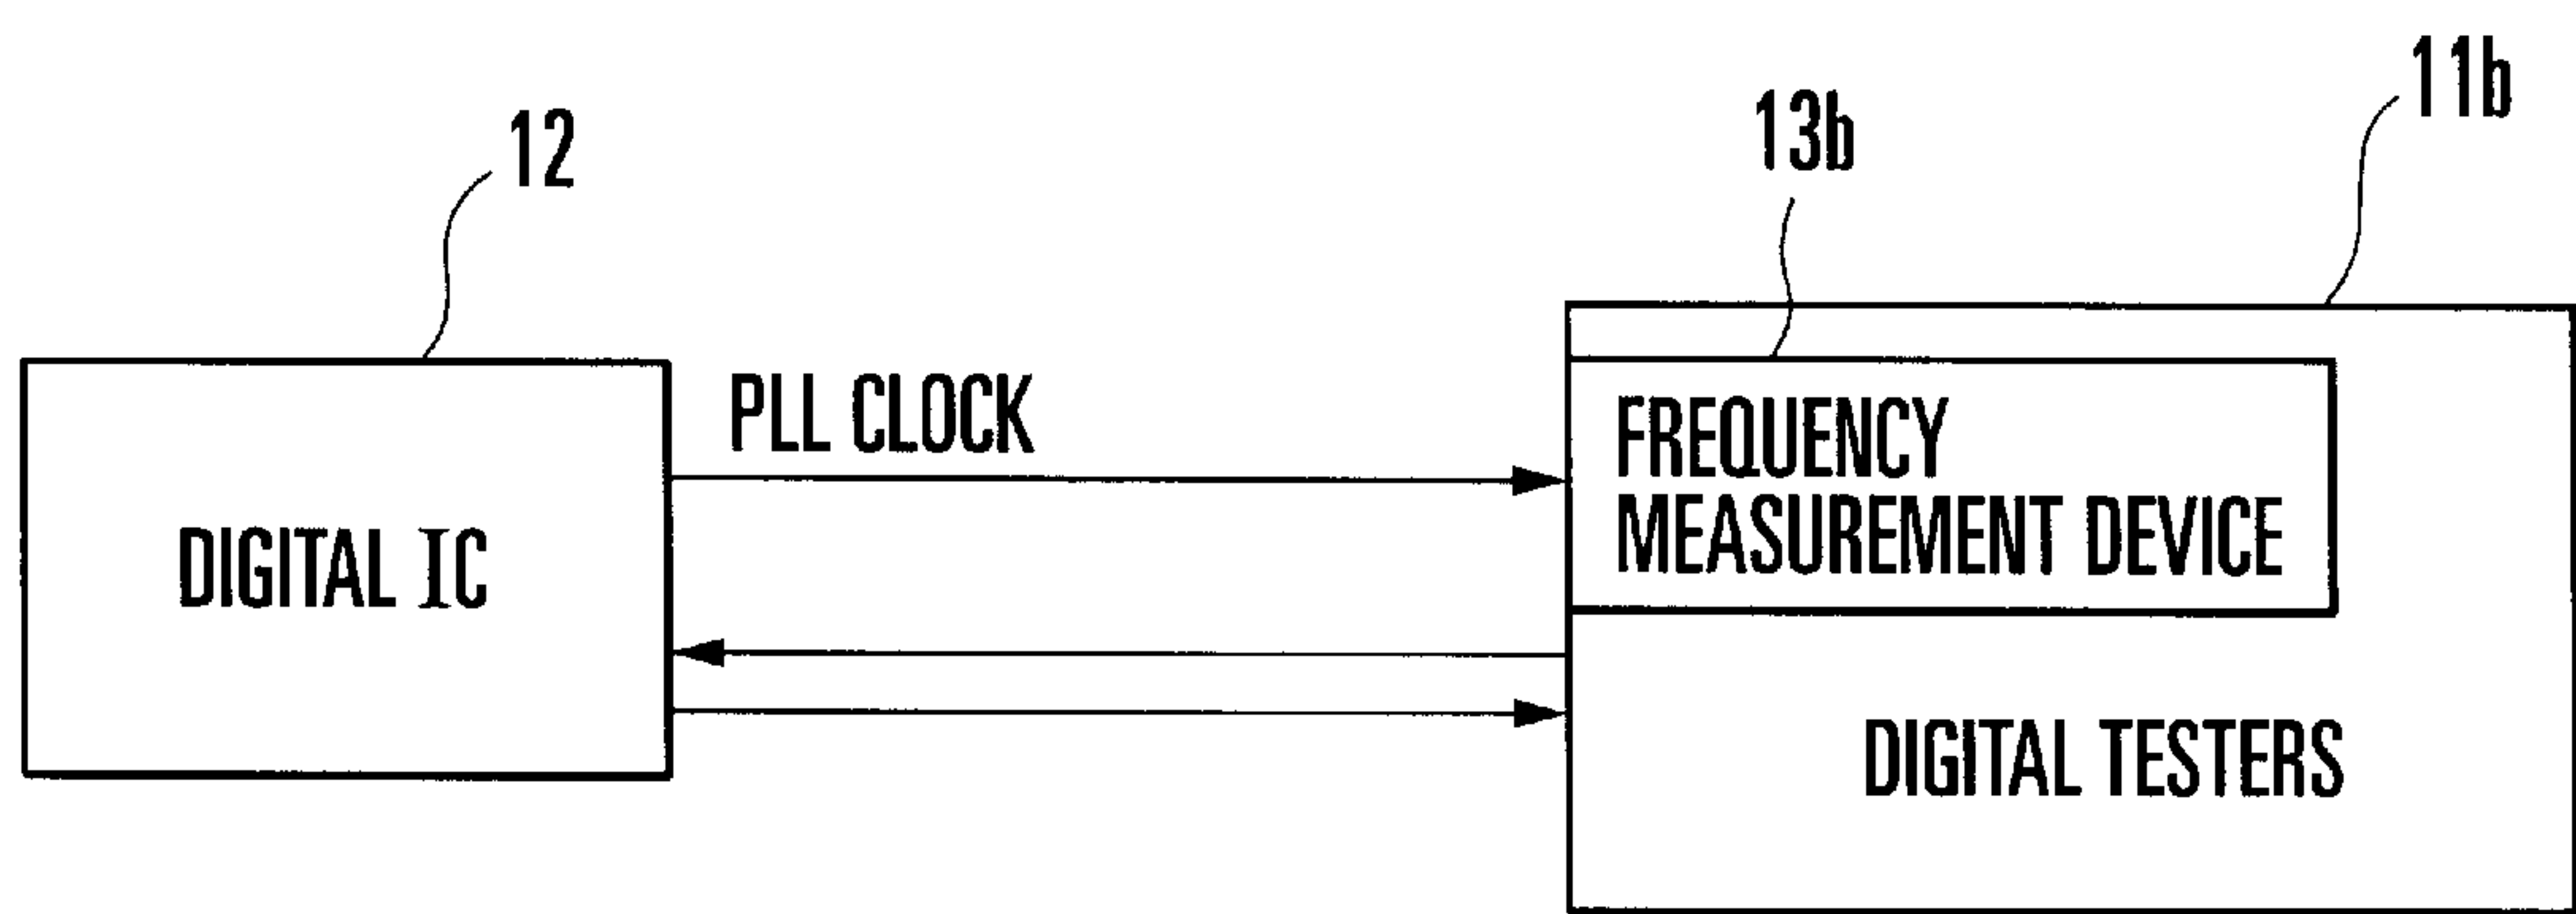 12
13b
11b
PLL CLOCK
DIGITAL IC
FREQUENCY
MEASUREMENT DEVICE
DIGITAL TESTERS